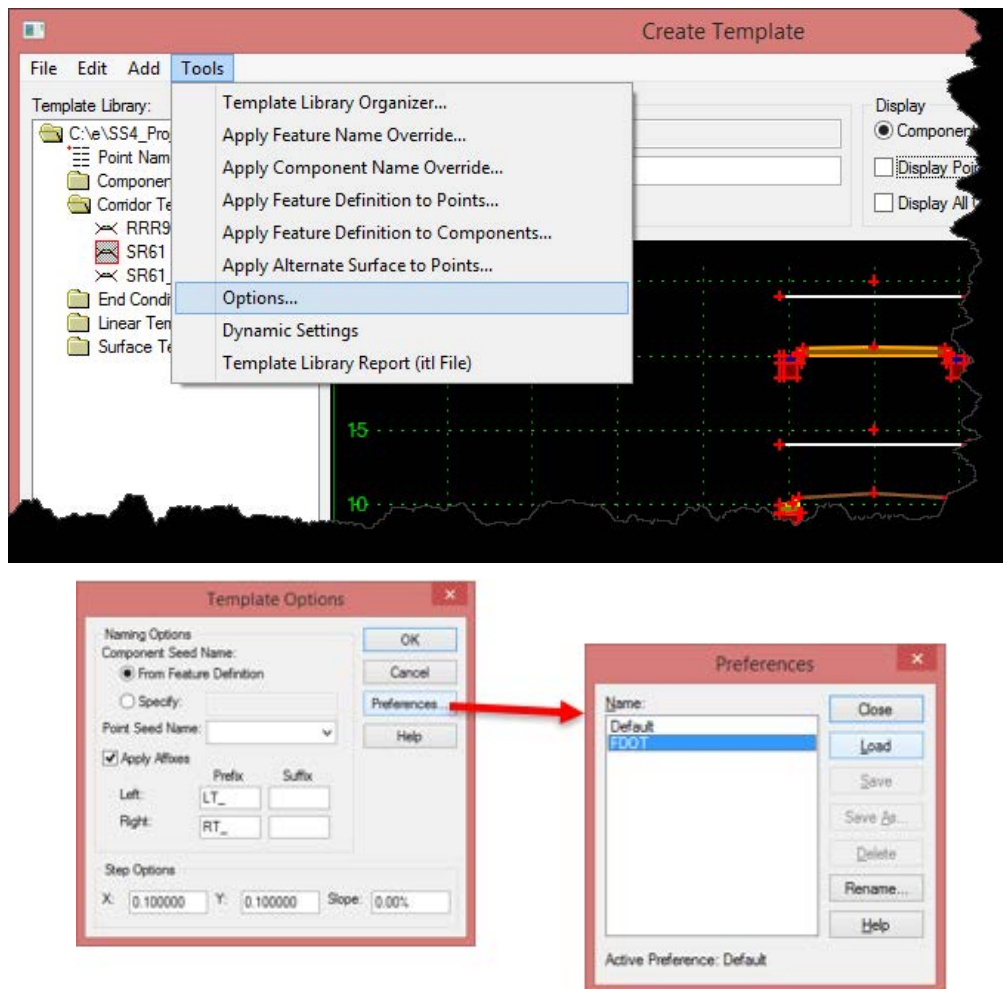 Create Template
File Edit Add Tools
Template Library:
C:\e\SS4_Proj
Point Nam
Componen
Corridor Te
RRR9
SR61
SR61_
End Condi
Linear Tem
Surface Te
Template Library Organizer...
Apply Feature Name Override...
Apply Component Name Override...
Apply Feature Definition to Points...
Apply Feature Definition to Components...
Apply Alternate Surface to Points...
Options...
Dynamic Settings
Template Library Report (itl File)
Display
Component
Display Poi
Display All
15
10
Template Options
Naming Options
Component Seed Name:
From Feature Definition
Specify:
Point Seed Name:
Apply Affixes
Prefix Suffix
Left: LT_
Right: RT_
Step Options
X: 0.100000 Y: 0.100000 Slope: 0.00%
OK
Cancel
Preferences...
Help
Preferences
Name:
Default
FDOT
Close
Load
Save
Save As...
Delete
Rename...
Help
Active Preference: Default